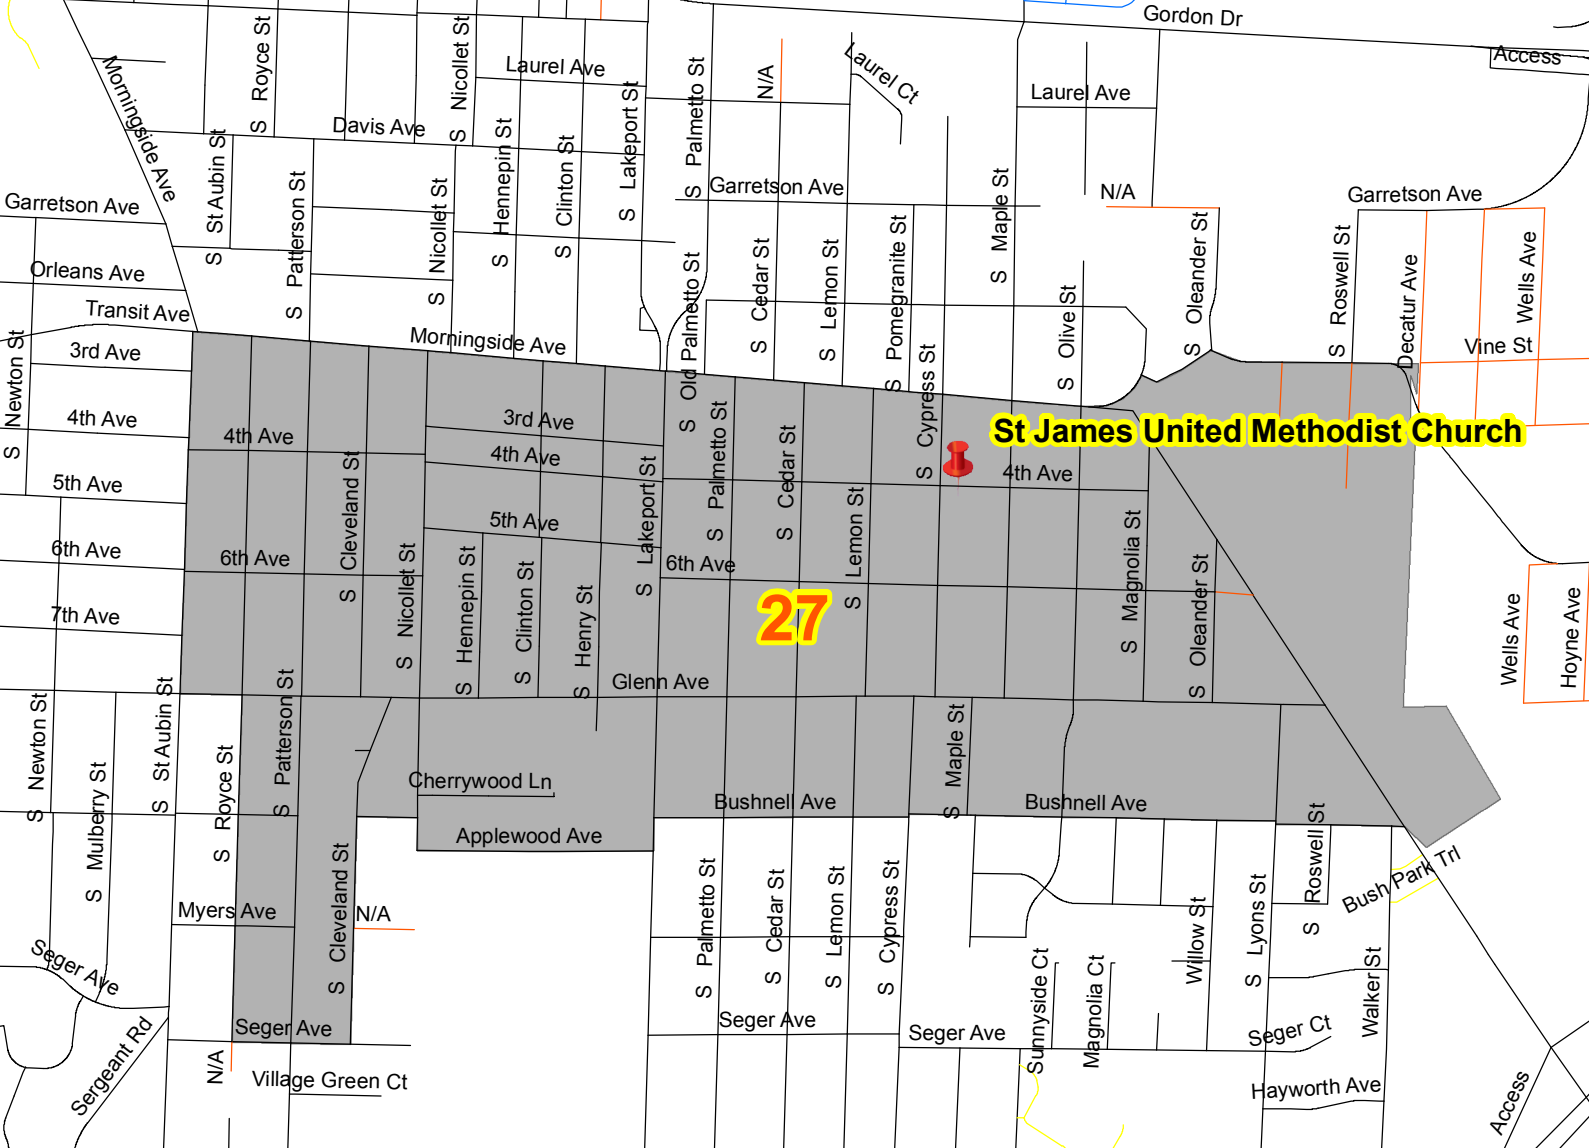 Gordon Dr
Access
S Royce St
S Nicollet St
Laurel Ave
S Palmetto St
N/A
Laurel Ct
Laurel Ave
Morningside Ave
S St Aubin St
Davis Ave
S Hennepin St
S Clinton St
S Lakeport St
S Patterson St
S Nicollet St
Garretson Ave
S Maple St
N/A
Garretson Ave
Garretson Ave
Orleans Ave
Transit Ave
Morningside Ave
S Old Palmetto St
S Cedar St
S Lemon St
S Pomegranite St
S Cypress St
S Olive St
S Oleander St
S Roswell St
Decatur Ave
Wells Ave
Vine St
S Newton St
3rd Ave
4th Ave
4th Ave
3rd Ave
4th Ave
S Palmetto St
S Cedar St
St James United Methodist Church
4th Ave
5th Ave
S Cleveland St
5th Ave
S Lakeport St
S Lemon St
S Magnolia St
6th Ave
6th Ave
S Nicollet St
S Hennepin St
S Clinton St
S Henry St
6th Ave
27
S Oleander St
Wells Ave
Hoyne Ave
7th Ave
Glenn Ave
S Newton St
S Mulberry St
S St Aubin St
S Royce St
S Patterson St
Cherrywood Ln
S Maple St
Bushnell Ave
Bushnell Ave
Applewood Ave
S Roswell St
Bush Park Trl
S Cleveland St
Myers Ave
N/A
S Palmetto St
S Cedar St
S Lemon St
S Cypress St
Willow St
S Lyons St
Walker St
Seger Ave
Sunnyside Ct
Magnolia Ct
Seger Ave
Seger Ave
Seger Ave
Seger Ct
Sergeant Rd
N/A
Village Green Ct
Hayworth Ave
Access